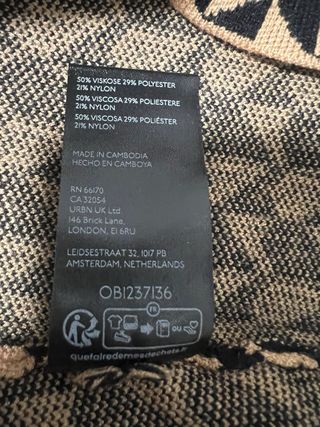 50% VISKOSE 29% POLYESTER
21% NYLON
50% VISCOSA 29% POLIESTERE
21% NYLON
50% VISCOSA 29% POLIÉSTER
21% NYLON
MADE IN CAMBODIA
HECHO EN CAMBOYA
RN 66170
CA 32054
URBN UK Ltd
146 Brick Lane,
LONDON, E1 6RU
LEIDSESTRAAT 32, 1017 PB
AMSTERDAM, NETHERLANDS
OB1237136
FR
OU
quefairedemesdechets.fr